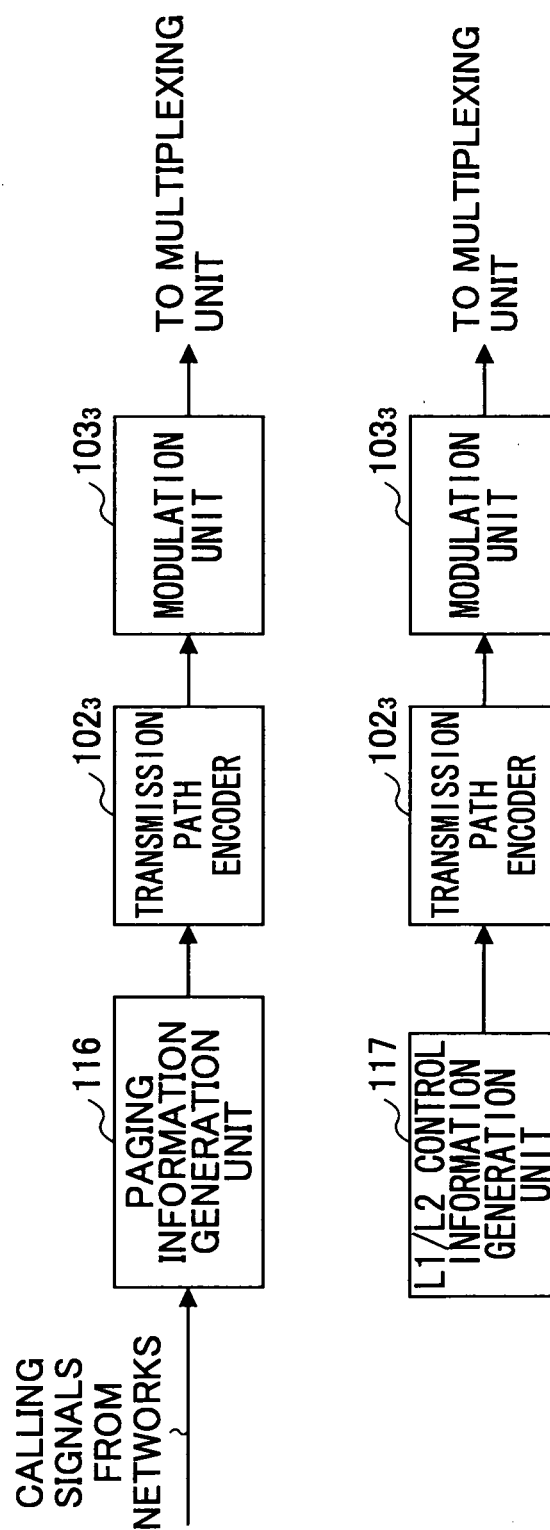 CALLING
SIGNALS
FROM
NETWORKS
116
PAGING
INFORMATION
GENERATION
UNIT
102₃
TRANSMISSION
PATH
ENCODER
103₃
MODULATION
UNIT
TO MULTIPLEXING
UNIT
117
L1/L2 CONTROL
INFORMATION
GENERATION
UNIT
102₃
TRANSMISSION
PATH
ENCODER
103₃
MODULATION
UNIT
TO MULTIPLEXING
UNIT